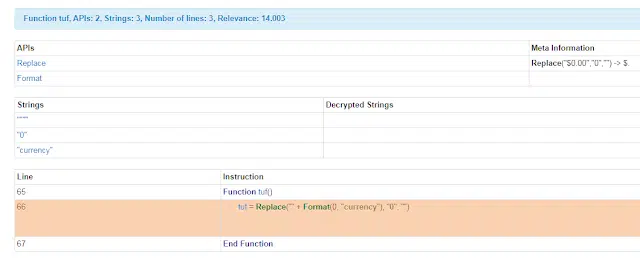 Function tuf, APIs: 2, Strings: 3, Number of lines: 3, Relevance: 14.003
APIs Meta Information
Replace Replace("$0.00","0","") -> $.
Format
Strings Decrypted Strings
""""
"0"
"currency"
Line Instruction
65 Function tuf()
66 tuf = Replace("" + Format(0, "currency"), "0", "")
67 End Function